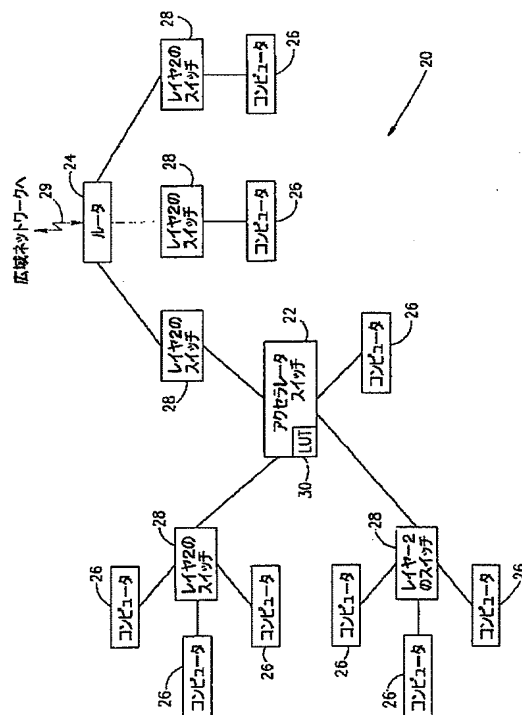 広域ネットワークへ
29
24
ルータ
28
レイヤ2の
スイッチ
28
レイヤ2の
スイッチ
レイヤ2の
スイッチ
28
コンピュータ
26
コンピュータ
26
20
22
アクセラレータ
スイッチ
LUT
30
26
コンピュータ
28
レイヤ2の
スイッチ
26
コンピュータ
コンピュータ
26
コンピュータ
26
28
レイヤー2
のスイッチ
26
コンピュータ
コンピュータ
26
コンピュータ
26